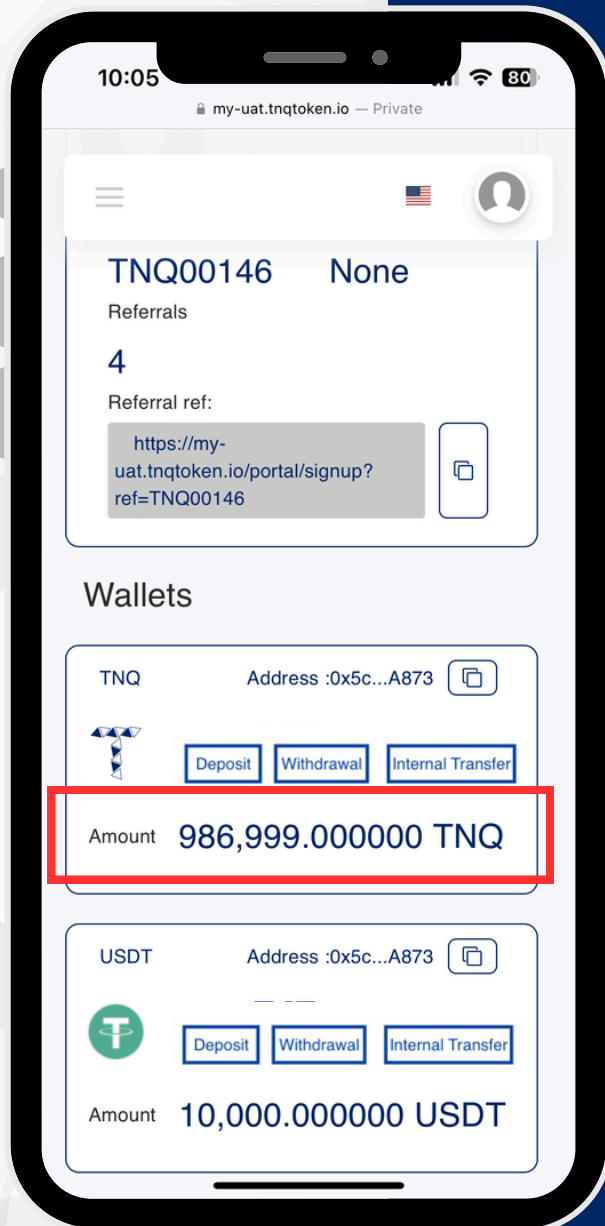 10:05
80
my-uat.tnqtoken.io — Private
TNQ00146 None
Referrals
4
Referral ref:
https://my-
uat.tnqtoken.io/portal/signup?
ref=TNQ00146
Wallets
TNQ Address :0x5c...A873
Deposit Withdrawal Internal Transfer
Amount 986,999.000000 TNQ
USDT Address :0x5c...A873
Deposit Withdrawal Internal Transfer
Amount 10,000.000000 USDT